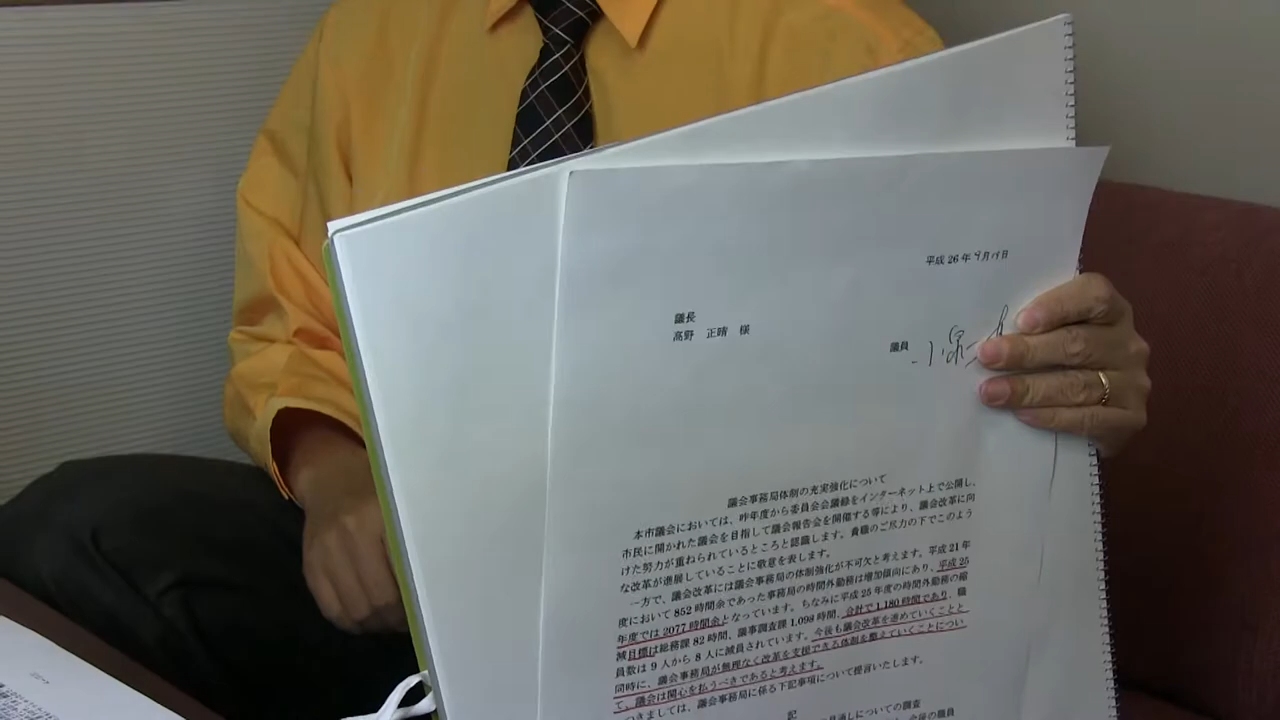 平成26年9月19日
議長
高野 正晴 様
議員
議会事務局体制の充実強化について
本市議会においては、昨年度から委員会会議録をインターネット上で公開し、
市民に開かれた議会を目指して議会報告会を開催する等により、議会改革に向
けた努力が重ねられているところと認識します。貴職のご尽力の下でこのよう
な改革が進展していることに敬意を表します。
一方で、議会改革には議会事務局の体制強化が不可欠と考えます。平成21年
度において852時間余であった事務局の時間外勤務は増加傾向にあり、平成25
年度では2077時間余となっています。ちなみに平成25年度の時間外勤務の縮
減目標は総務課82時間、議事調査課1,098時間、合計で1,180時間であり、職
員数は9人から8人に減員されています。今後も議会改革を進めていくことと
同時に、議会事務局が無理なく改革を支援できる体制を整えていくことについ
て、議会は関心を払うべきであると考えます。
つきましては、議会事務局に係る下記事項について提言いたします。
記
見通しについての調査